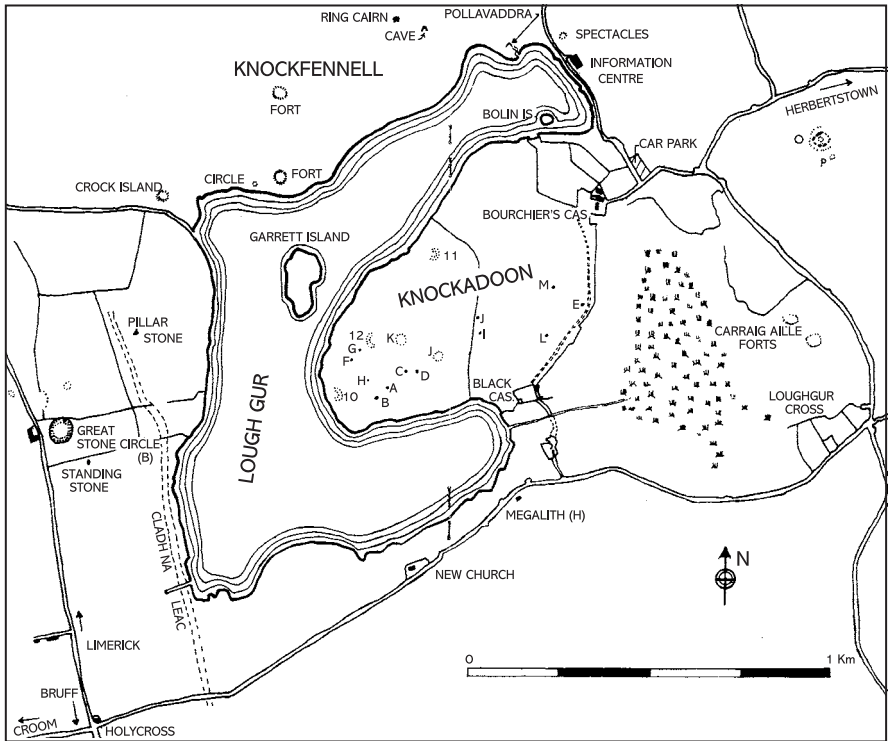 RING CAIRN
CAVE
POLLAVADDRA
SPECTACLES
INFORMATION
CENTRE
KNOCKFENNELL
FORT
BOLIN IS
HERBERTSTOWN
O
P
CAR PARK
CIRCLE
FORT
CROCK ISLAND
BOURCHIER'S CAS.
GARRETT ISLAND
11
KNOCKADOON
M
E
PILLAR
STONE
J
I
L
12
K
G
F
J
C
D
H
A
B
10
CARRAIG AILLE
FORTS
BLACK
CAS.
LOUGHGUR
CROSS
LOUGH GUR
GREAT
STONE CIRCLE
(B)
STANDING
STONE
MEGALITH (H)
CLADH NA
LEAC
NEW CHURCH
N
LIMERICK
0
1 Km
BRUFF
CROOM
HOLYCROSS